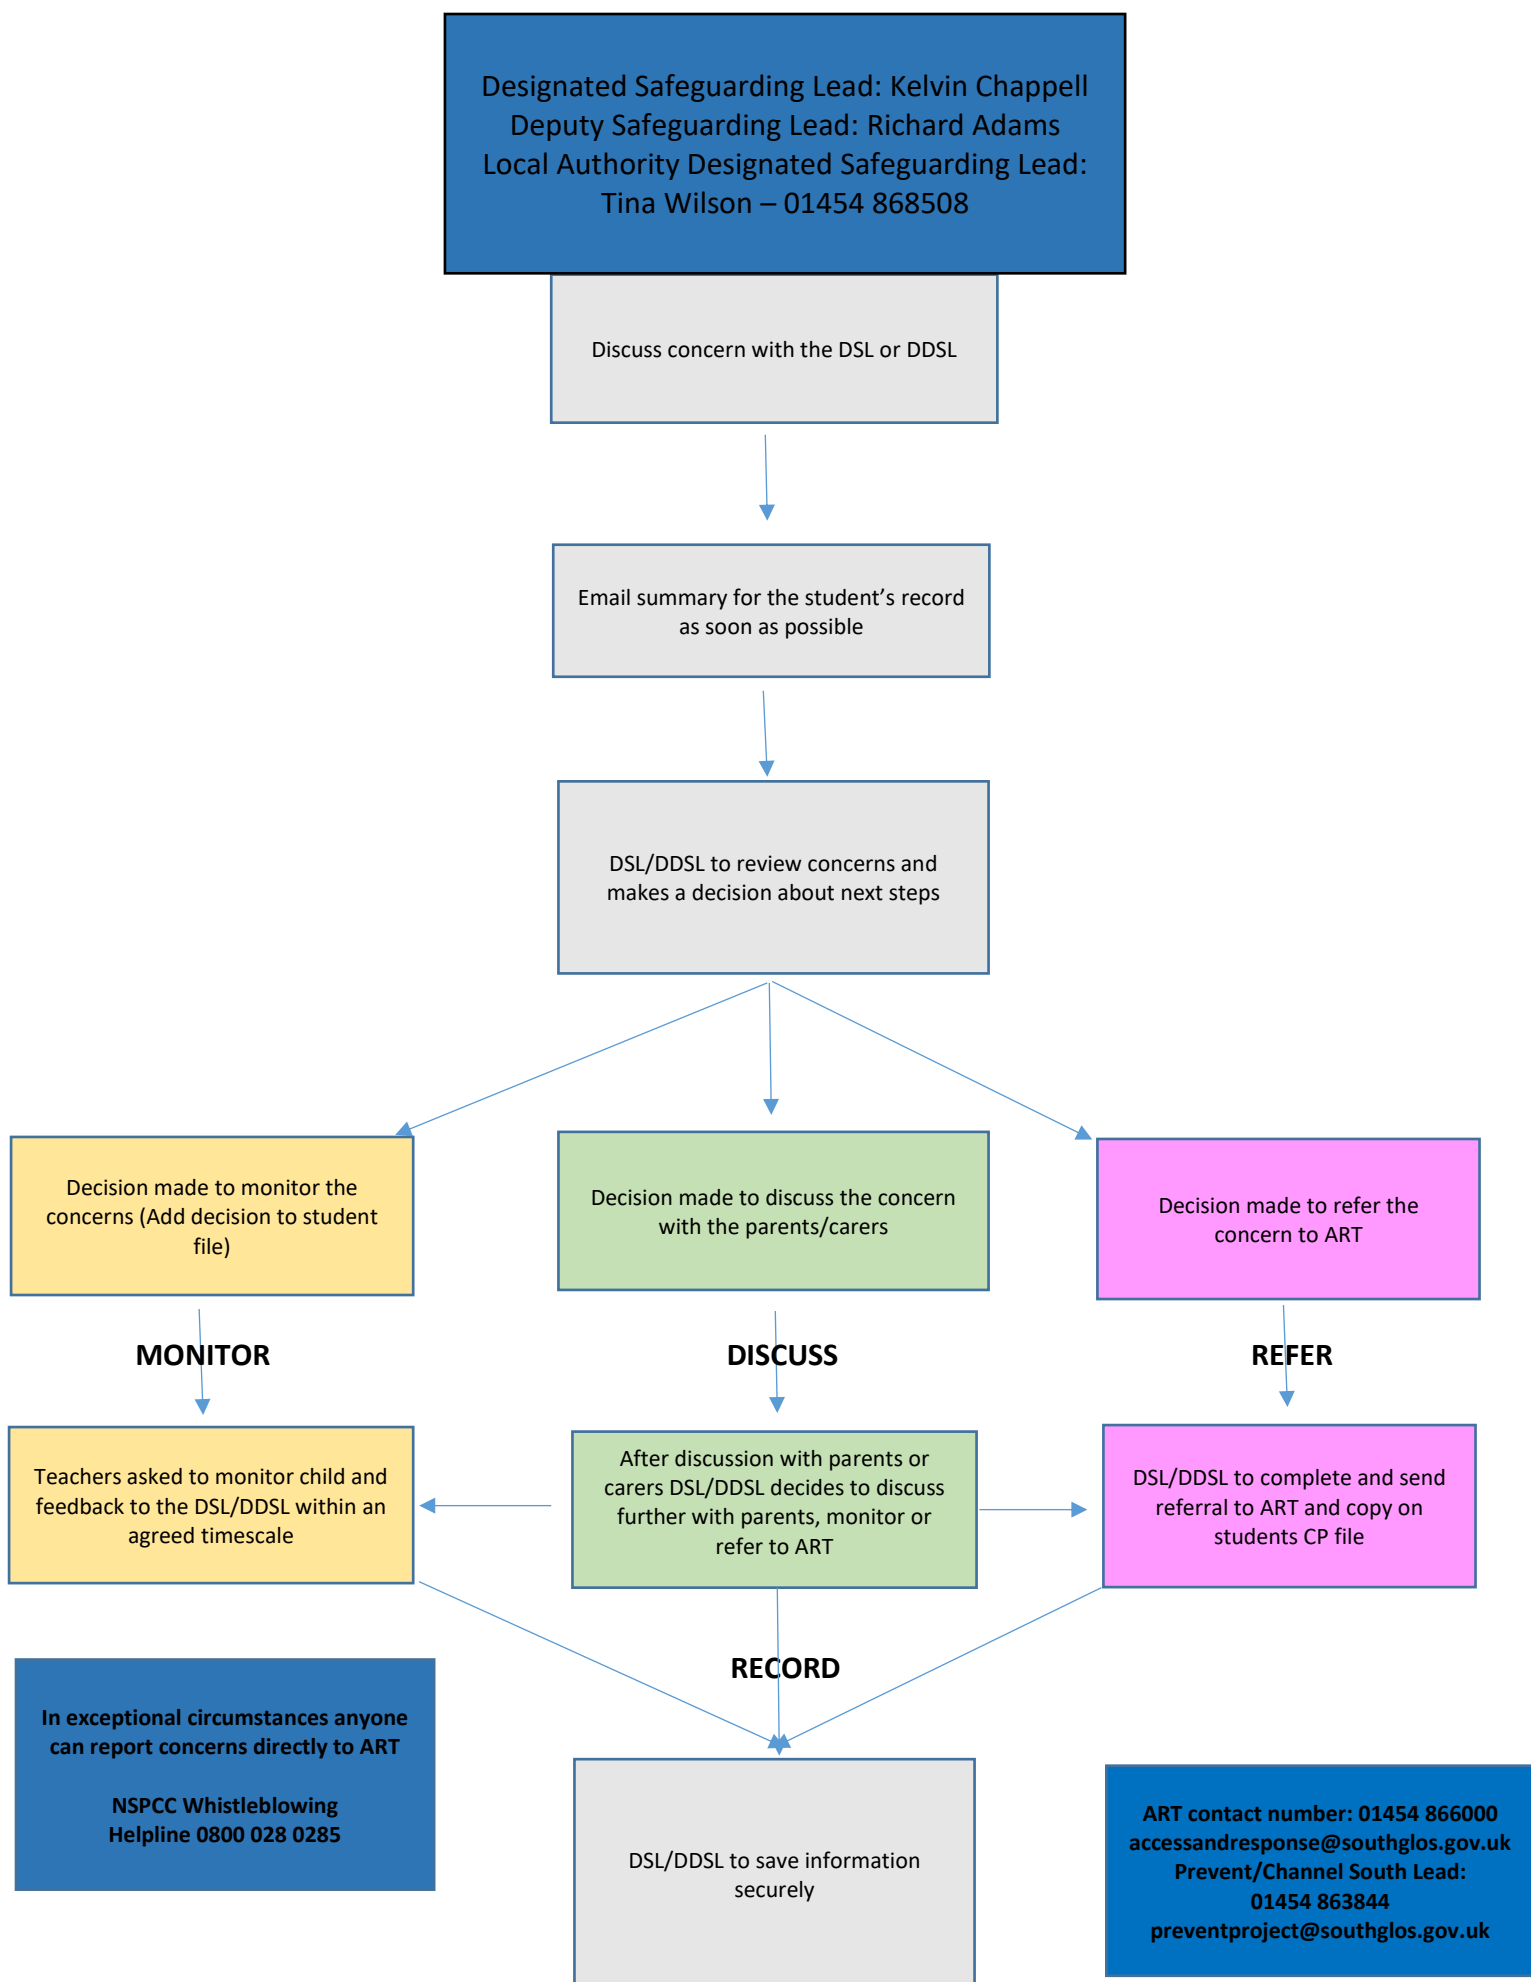 Designated Safeguarding Lead: Kelvin Chappell
Deputy Safeguarding Lead: Richard Adams
Local Authority Designated Safeguarding Lead:
Tina Wilson – 01454 868508
Discuss concern with the DSL or DDSL
Email summary for the student’s record
as soon as possible
DSL/DDSL to review concerns and
makes a decision about next steps
Decision made to monitor the
concerns (Add decision to student
file)
Decision made to discuss the concern
with the parents/carers
Decision made to refer the
concern to ART
MONITOR
DISCUSS
REFER
Teachers asked to monitor child and
feedback to the DSL/DDSL within an
agreed timescale
After discussion with parents or
carers DSL/DDSL decides to discuss
further with parents, monitor or
refer to ART
DSL/DDSL to complete and send
referral to ART and copy on
students CP file
RECORD
In exceptional circumstances anyone
can report concerns directly to ART
NSPCC Whistleblowing
Helpline 0800 028 0285
DSL/DDSL to save information
securely
ART contact number: 01454 866000
accessandresponse@southglos.gov.uk
Prevent/Channel South Lead:
01454 863844
preventproject@southglos.gov.uk